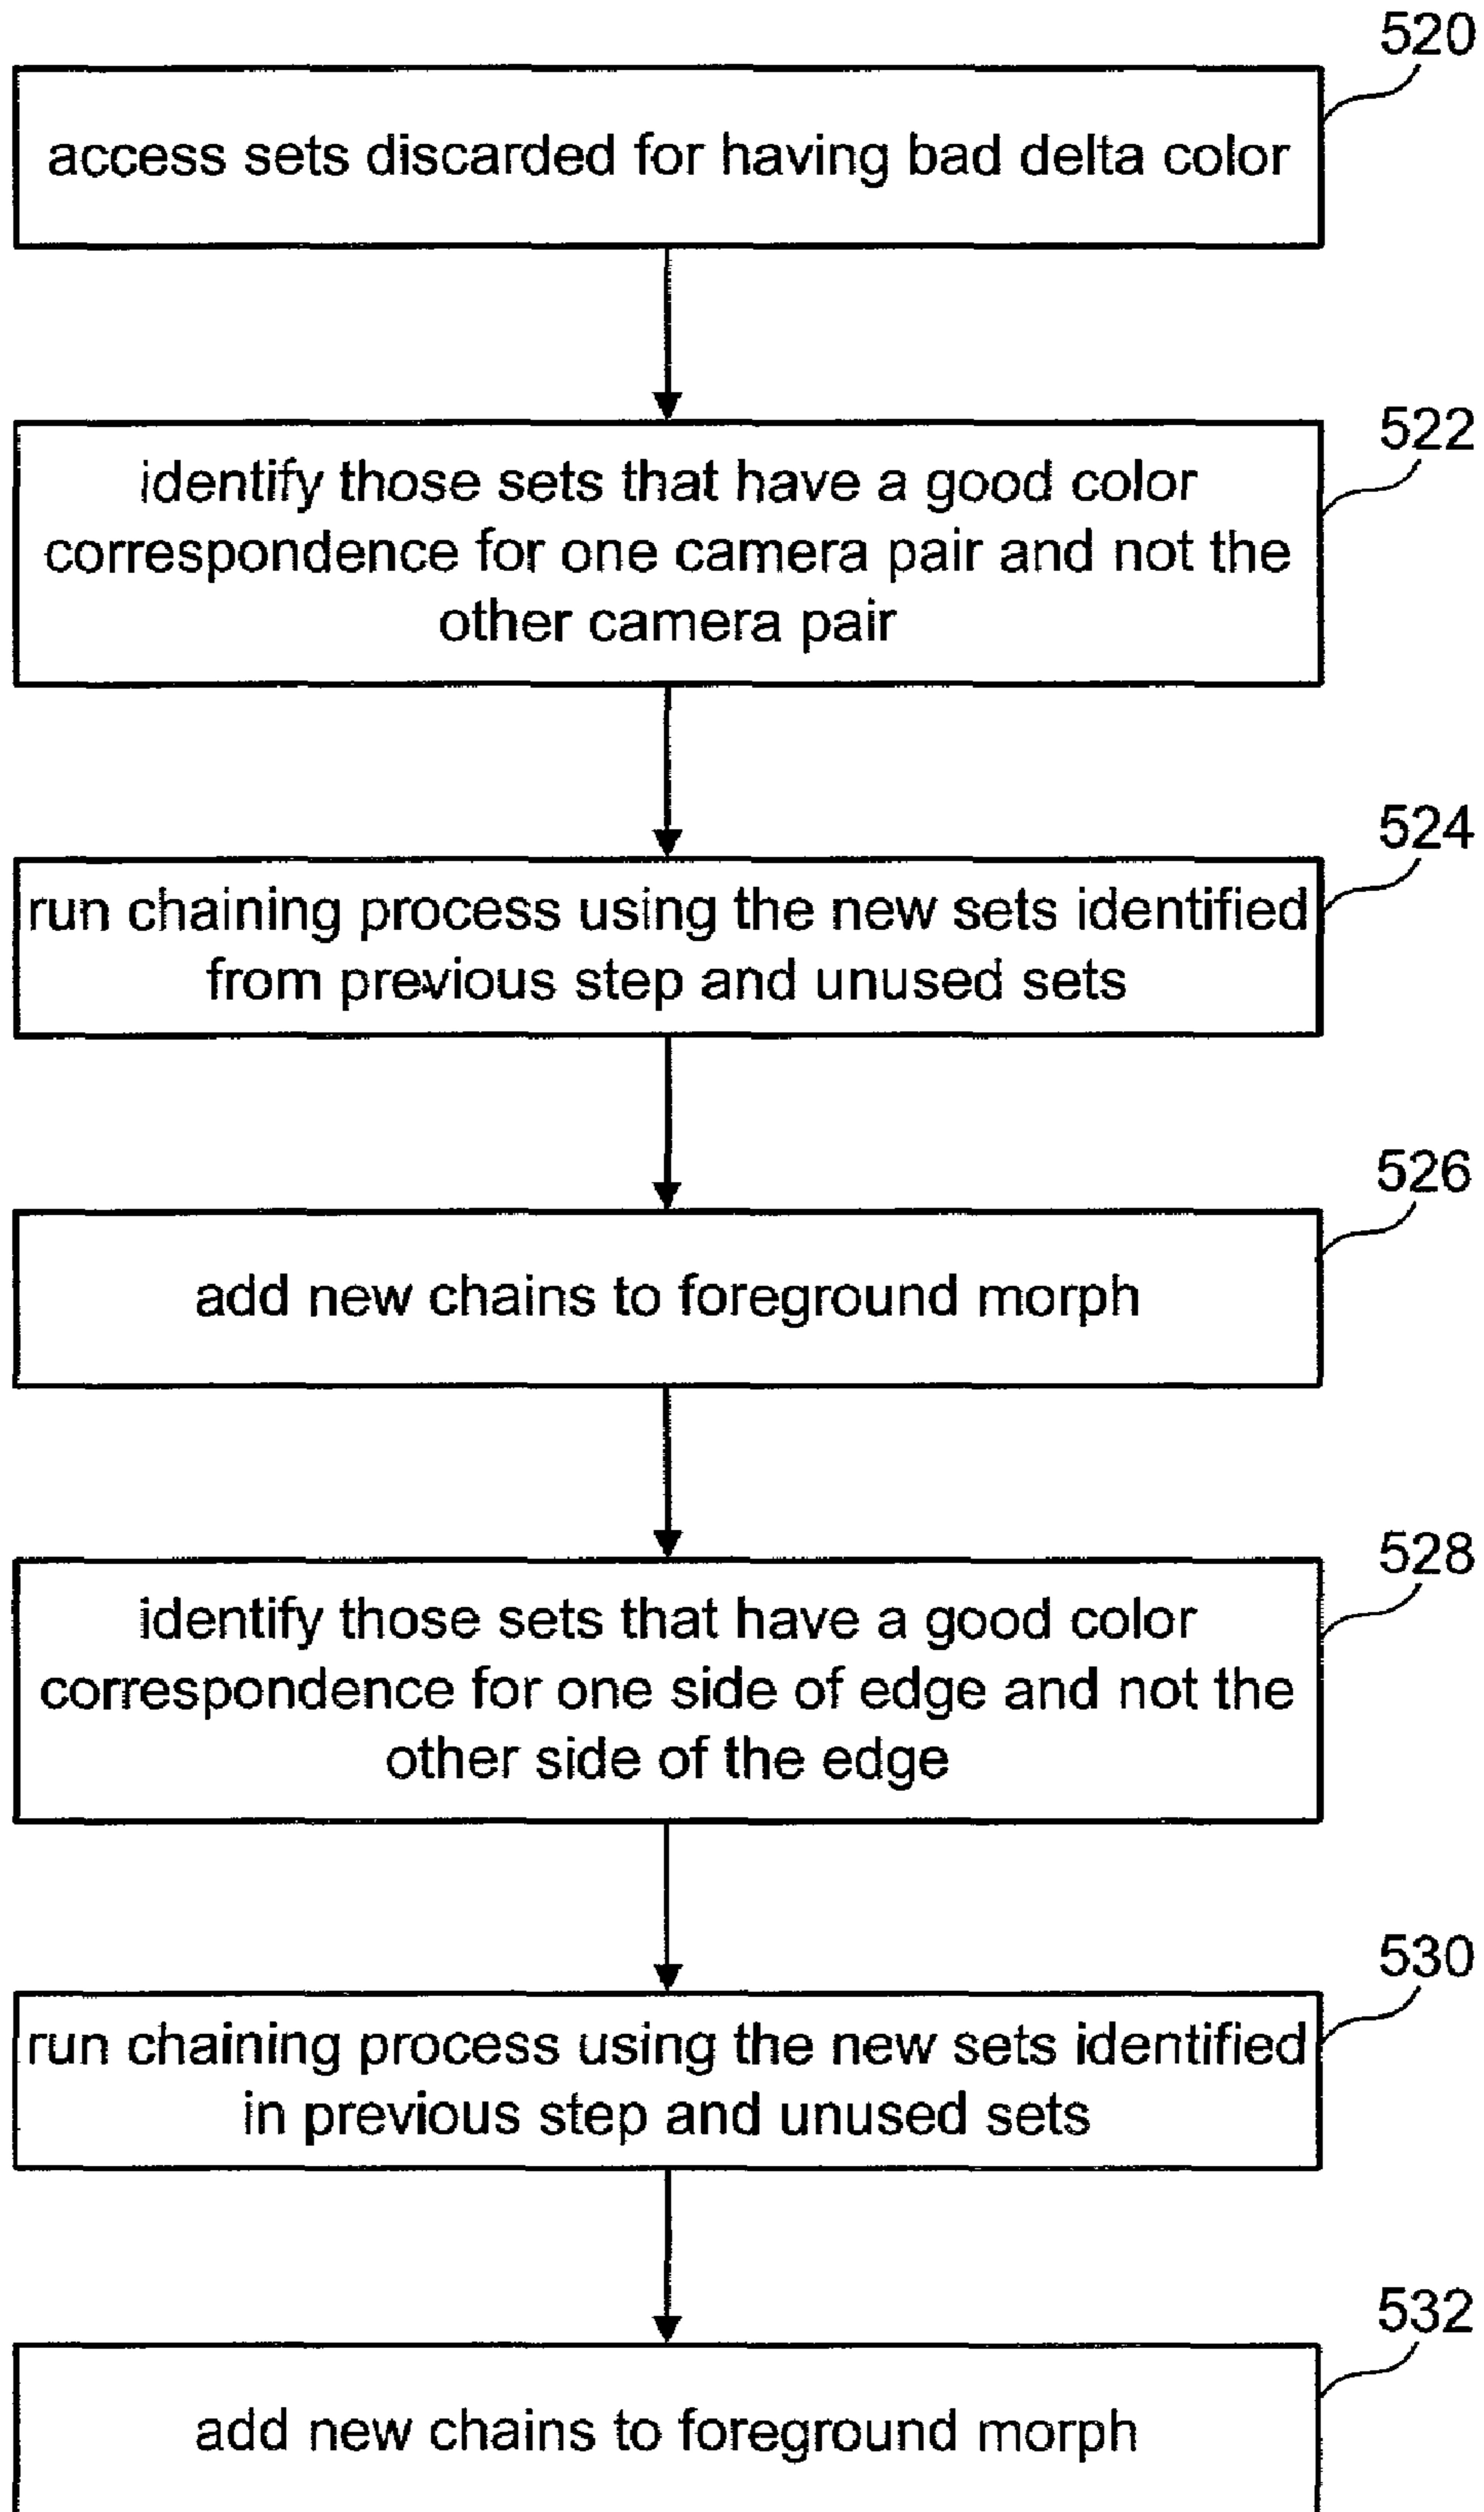 520
access sets discarded for having bad delta color
522
identify those sets that have a good color
correspondence for one camera pair and not the
other camera pair
524
run chaining process using the new sets identified
from previous step and unused sets
526
add new chains to foreground morph
528
identify those sets that have a good color
correspondence for one side of edge and not the
other side of the edge
530
run chaining process using the new sets identified
in previous step and unused sets
532
add new chains to foreground morph